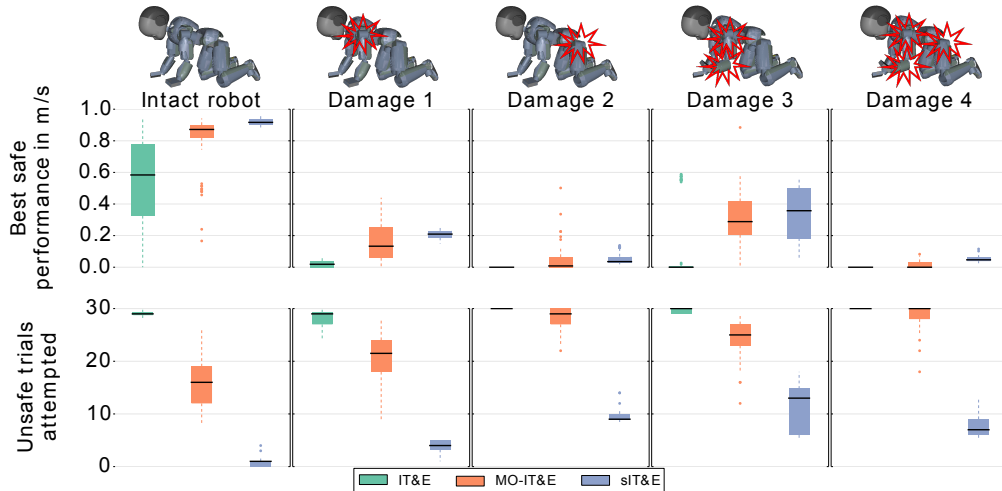 Intact robot
Damage 1
Damage 2
Damage 3
Damage 4
Best safe
performance in m/s
1.0
0.8
0.6
0.4
0.2
0.0
Unsafe trials
attempted
30
20
10
0
IT&E
MO-IT&E
sIT&E